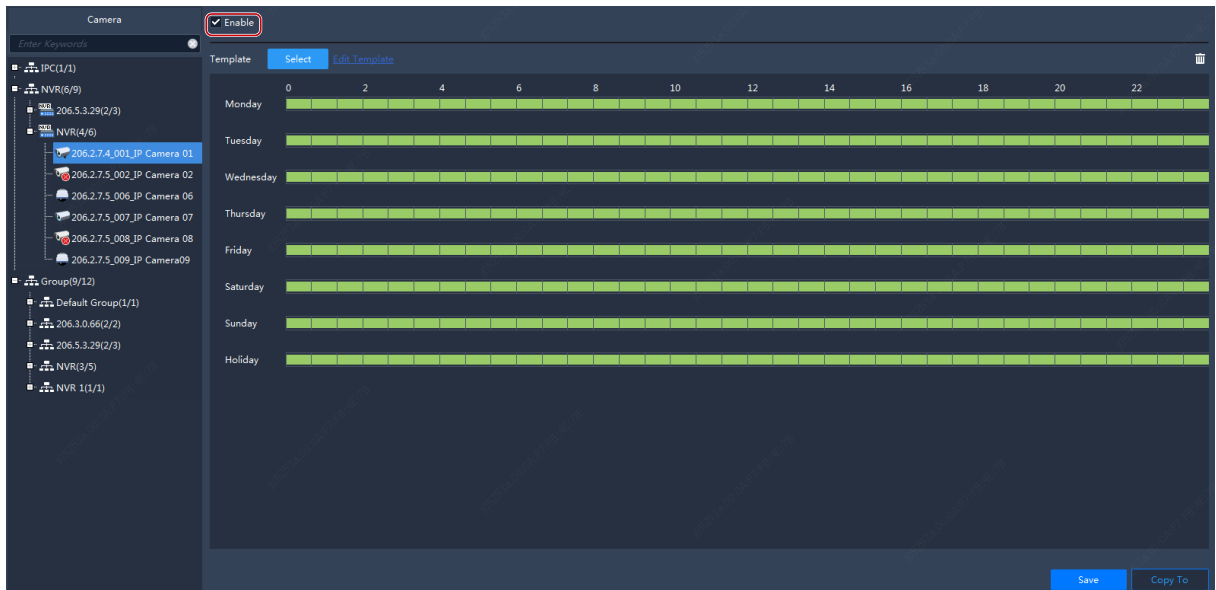 Camera
Enable
Enter Keywords
Template Select Edit Template
IPC(1/1)
NVR(6/9)
NVR 206.5.3.29(2/3)
NVR NVR(4/6)
206.2.7.4_001_IP Camera 01
206.2.7.5_002_IP Camera 02
206.2.7.5_006_IP Camera 06
206.2.7.5_007_IP Camera 07
206.2.7.5_008_IP Camera 08
206.2.7.5_009_IP Camera09
Group(9/12)
Default Group(1/1)
206.3.0.66(2/2)
206.5.3.29(2/3)
NVR(3/5)
NVR 1(1/1)
0 2 4 6 8 10 12 14 16 18 20 22
Monday
Tuesday
Wednesday
Thursday
Friday
Saturday
Sunday
Holiday
Save Copy To